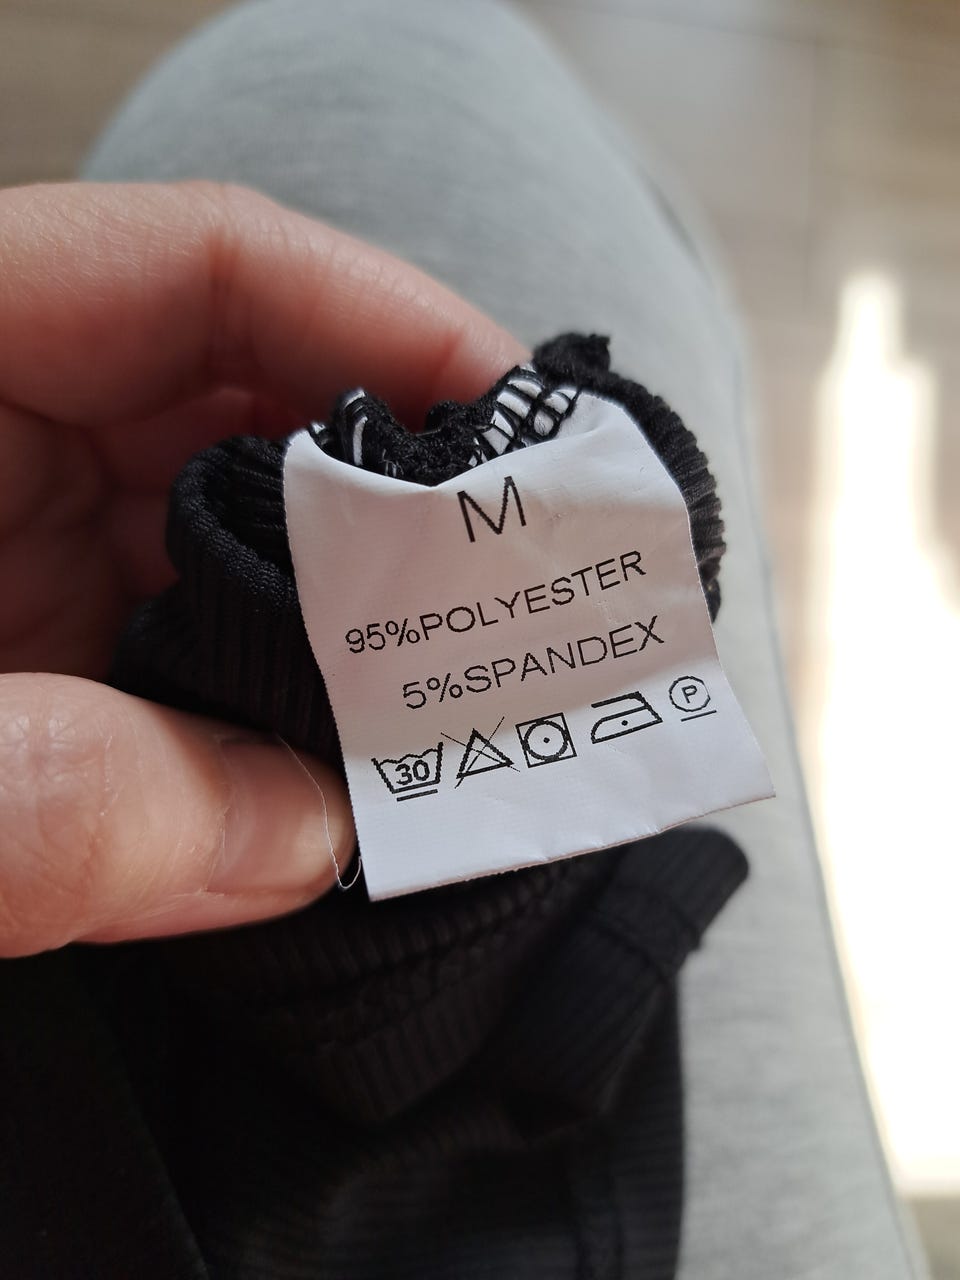 M
95%POLYESTER
5%SPANDEX
30 P